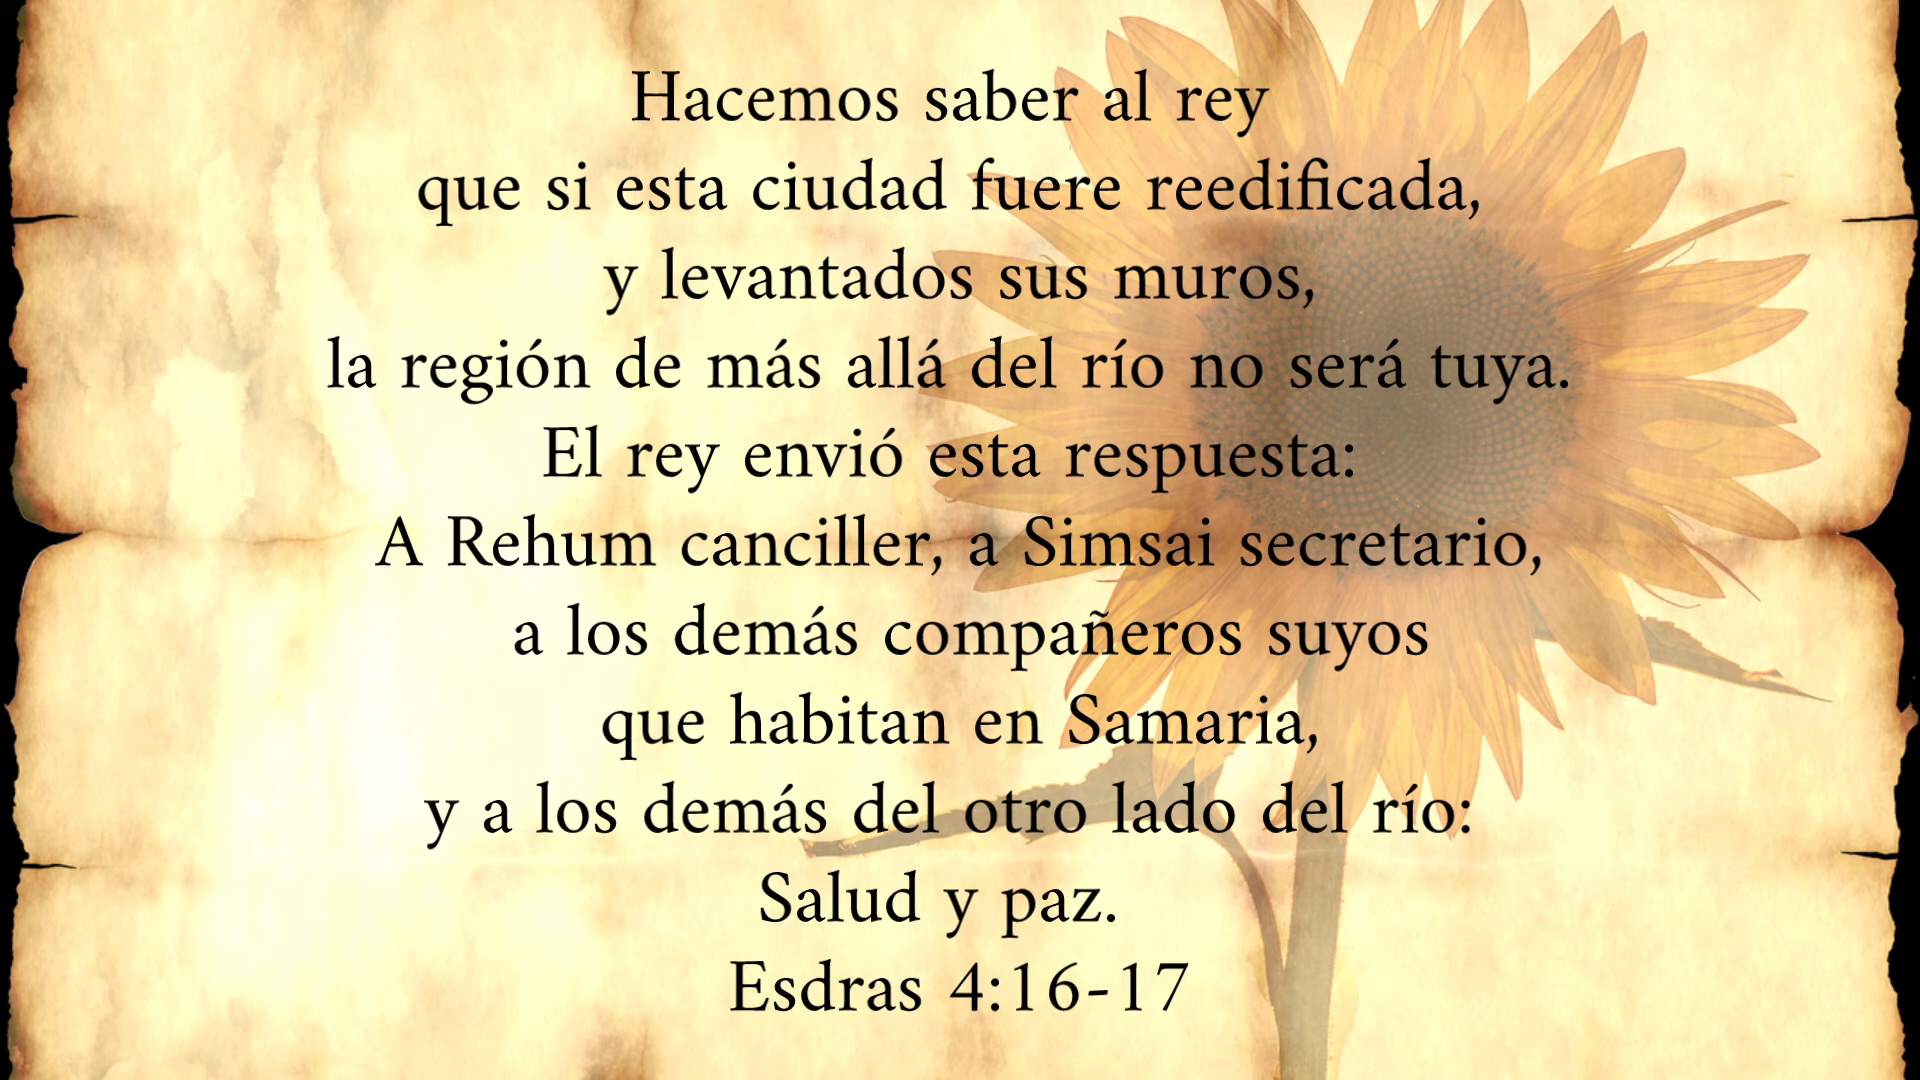 Hacemos saber al rey
que si esta ciudad fuere reedificada,
y levantados sus muros,
la región de más allá del río no será tuya.
El rey envió esta respuesta:
A Rehum canciller, a Simsai secretario,
a los demás compañeros suyos
que habitan en Samaria,
y a los demás del otro lado del río:
Salud y paz.
Esdras 4:16-17